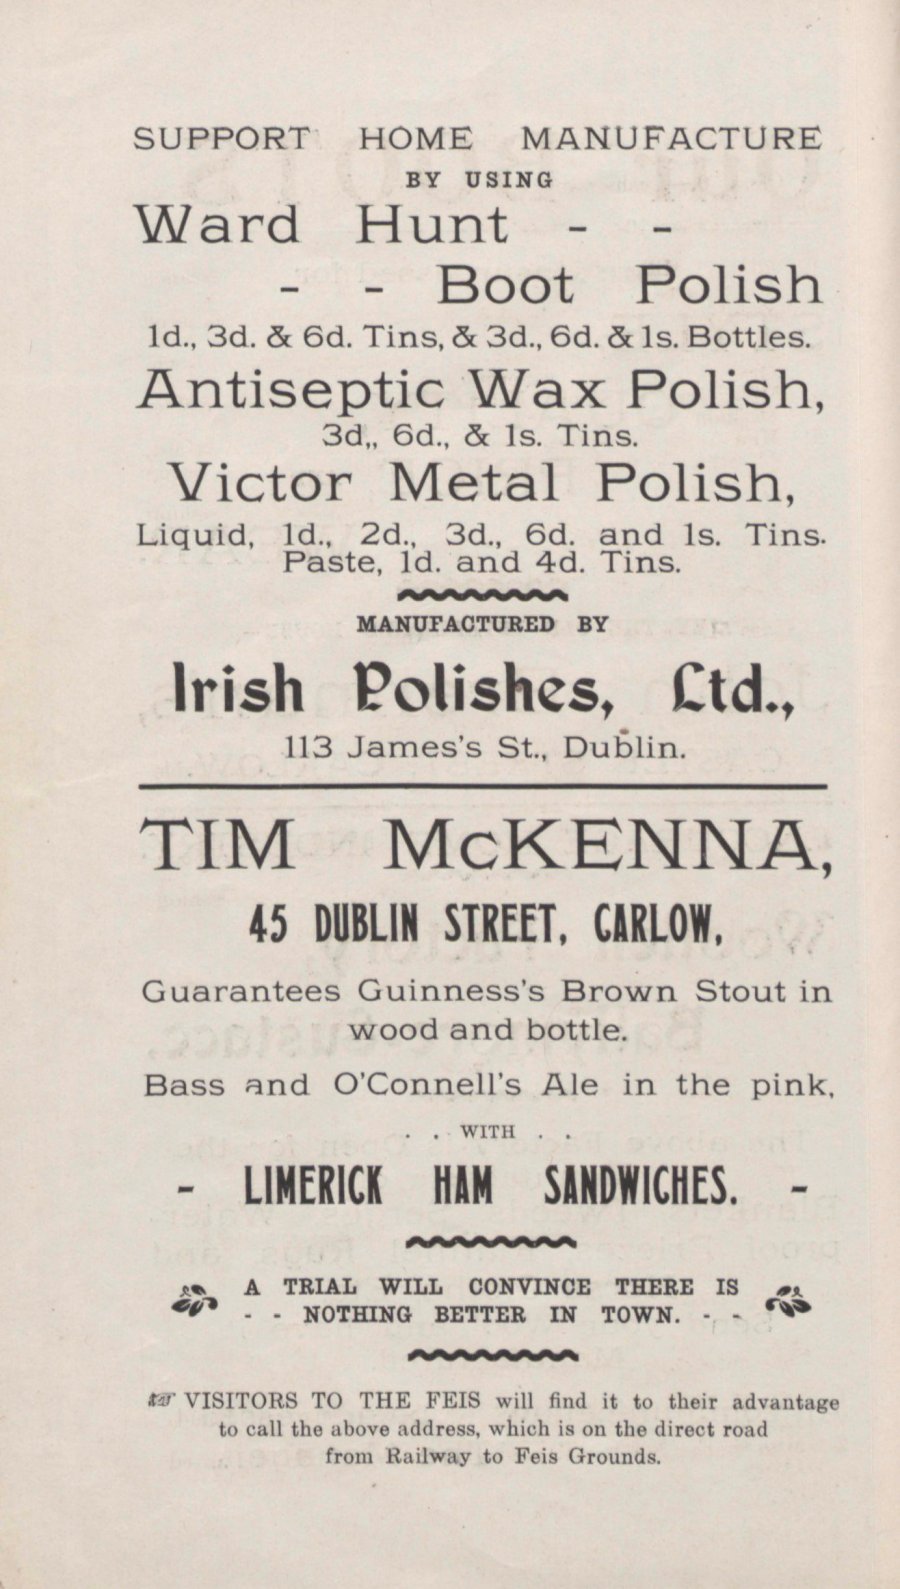 SUPPORT HOME MANUFACTURE
BY USING
Ward Hunt - -
- - Boot Polish
1d., 3d. & 6d. Tins, & 3d., 6d. & 1s. Bottles.
Antiseptic Wax Polish,
3d,, 6d., & 1s. Tins.
Victor Metal Polish,
Liquid, 1d., 2d., 3d., 6d. and 1s. Tins.
Paste, 1d. and 4d. Tins.
MANUFACTURED BY
Irish Polishes, Ltd.,
113 James's St., Dublin.
TIM McKENNA,
45 DUBLIN STREET, CARLOW,
Guarantees Guinness's Brown Stout in
wood and bottle.
Bass and O'Connell's Ale in the pink,
. . WITH . .
- LIMERICK HAM SANDWICHES. -
A TRIAL WILL CONVINCE THERE IS
- - NOTHING BETTER IN TOWN. - -
☞ VISITORS TO THE FEIS will find it to their advantage
to call the above address, which is on the direct road
from Railway to Feis Grounds.